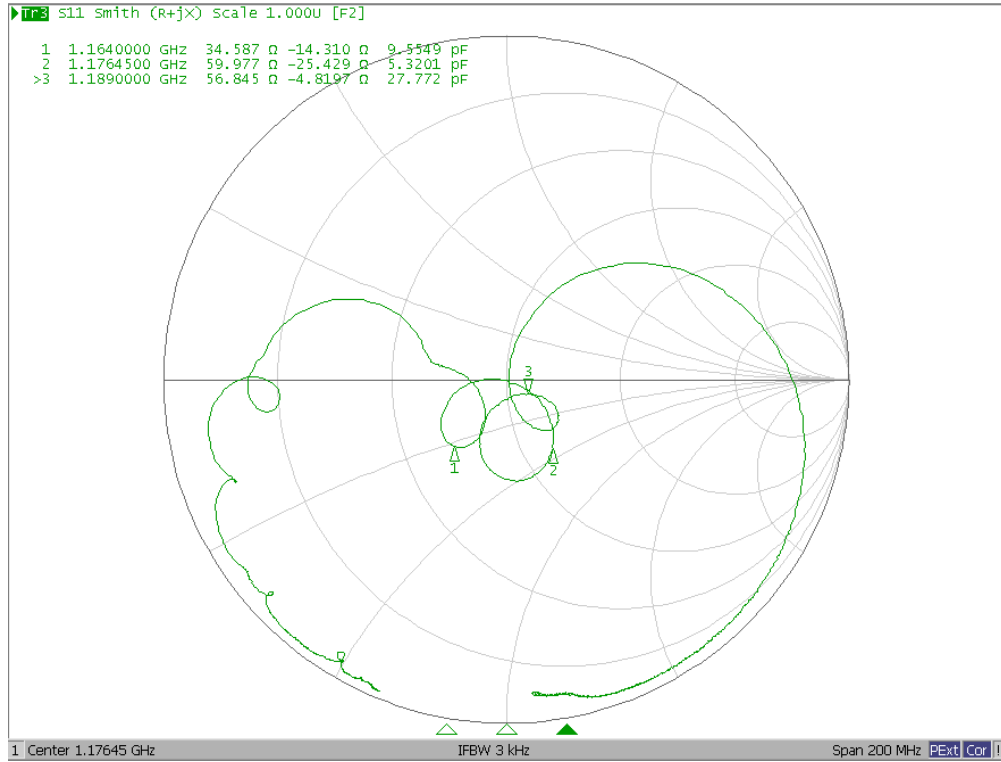 Tr3 S11 Smith (R+jX) Scale 1.000U [F2]
1 1.1640000 GHz 34.587 Ω -14.310 Ω 9.5549 pF
2 1.1764500 GHz 59.977 Ω -25.429 Ω 5.3201 pF
>3 1.1890000 GHz 56.845 Ω -4.8197 Ω 27.772 pF
3
1
2
1 Center 1.17645 GHz IFBW 3 kHz Span 200 MHz PExt Cor !